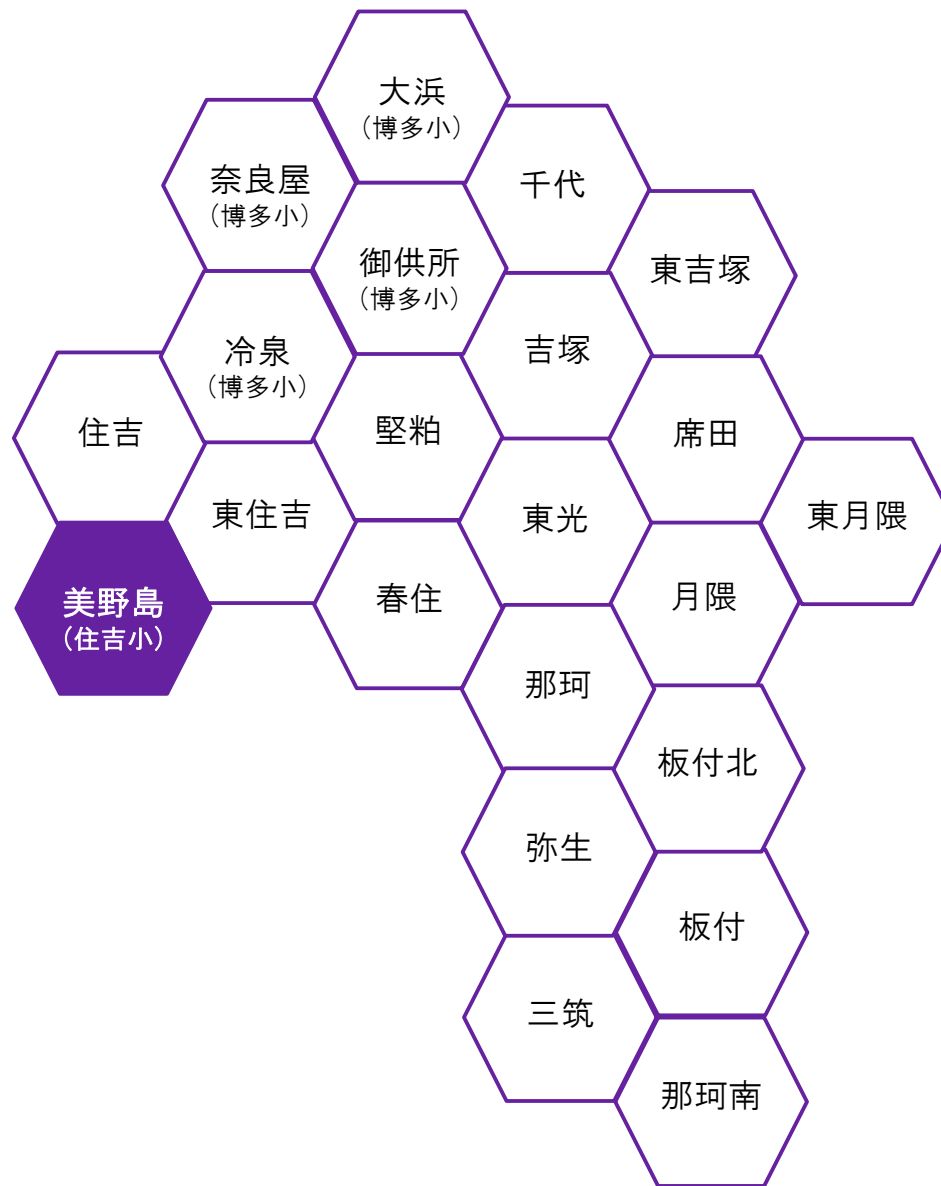 大浜
（博多小）
奈良屋
（博多小）
千代
御供所
（博多小）
東吉塚
冷泉
（博多小）
吉塚
住吉
堅粕
席田
東住吉
東光
東月隈
美野島
（住吉小）
春住
月隈
那珂
板付北
弥生
板付
三筑
那珂南